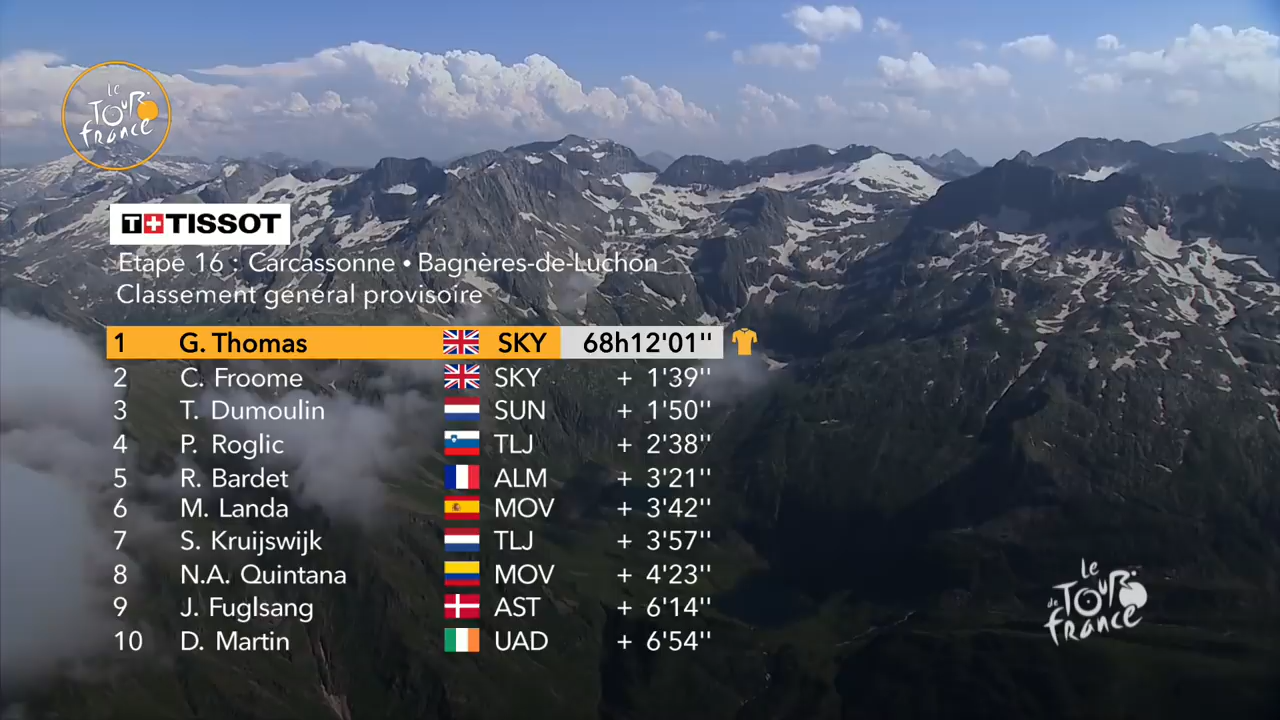 le
TOUR
de
france
T+TISSOT
Etape 16 : Carcassonne • Bagnères-de-Luchon
Classement général provisoire
1 G. Thomas SKY 68h12'01''
2 C. Froome SKY + 1'39''
3 T. Dumoulin SUN + 1'50''
4 P. Roglic TLJ + 2'38''
5 R. Bardet ALM + 3'21''
6 M. Landa MOV + 3'42''
7 S. Kruijswijk TLJ + 3'57''
8 N.A. Quintana MOV + 4'23''
9 J. Fuglsang AST + 6'14''
10 D. Martin UAD + 6'54''
le
TOUR
de
france